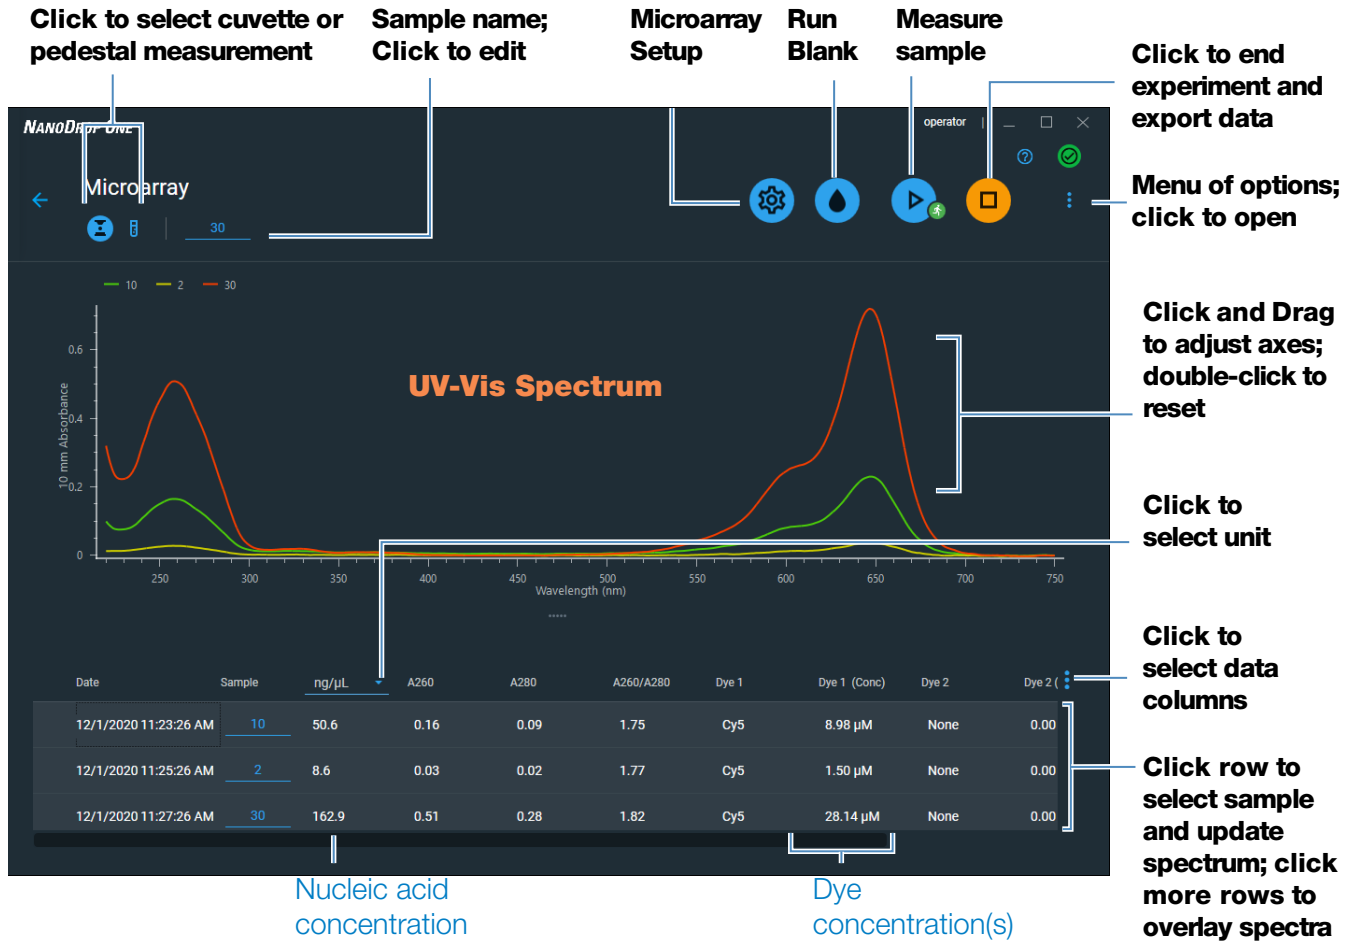 Click to select cuvette or
pedestal measurement
Sample name;
Click to edit
Microarray
Setup
Run
Blank
Measure
sample
Click to end
experiment and
export data
Menu of options;
click to open
Click and Drag
to adjust axes;
double-click to
reset
Click to
select unit
Click to
select data
columns
Click row to
select sample
and update
spectrum; click
more rows to
overlay spectra
NANODROP ONE
operator
Microarray
30
10 2 30
UV-Vis Spectrum
10 mm Absorbance
0.6
0.4
0.2
0
250 300 350 400 450 500 550 600 650 700 750
Wavelength (nm)
Date Sample ng/µL A260 A280 A260/A280 Dye 1 Dye 1 (Conc) Dye 2 Dye 2 (
12/1/2020 11:23:26 AM 10 50.6 0.16 0.09 1.75 Cy5 8.98 µM None 0.00
12/1/2020 11:25:26 AM 2 8.6 0.03 0.02 1.77 Cy5 1.50 µM None 0.00
12/1/2020 11:27:26 AM 30 162.9 0.51 0.28 1.82 Cy5 28.14 µM None 0.00
Nucleic acid
concentration
Dye
concentration(s)